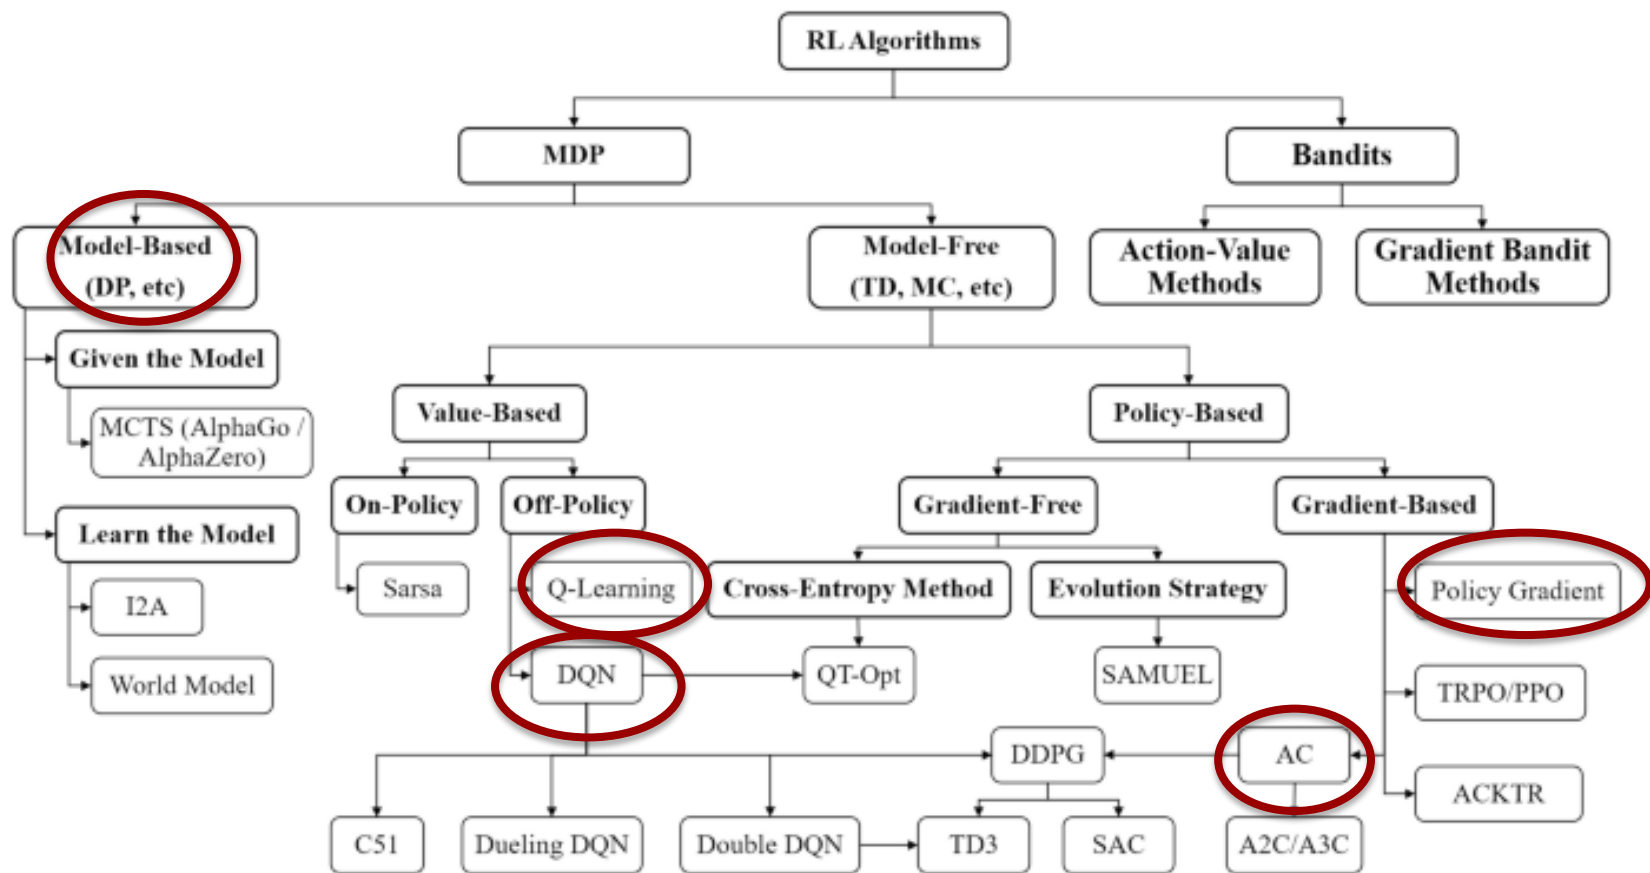 RL Algorithms
MDP
Bandits
Model-Based
(DP, etc)
Model-Free
(TD, MC, etc)
Action-Value
Methods
Gradient Bandit
Methods
Given the Model
MCTS (AlphaGo /
AlphaZero)
Value-Based
Policy-Based
On-Policy
Off-Policy
Gradient-Free
Gradient-Based
Learn the Model
Sarsa
Q-Learning
Cross-Entropy Method
Evolution Strategy
Policy Gradient
I2A
World Model
DQN
QT-Opt
SAMUEL
TRPO/PPO
DDPG
AC
ACKTR
C51
Dueling DQN
Double DQN
TD3
SAC
A2C/A3C